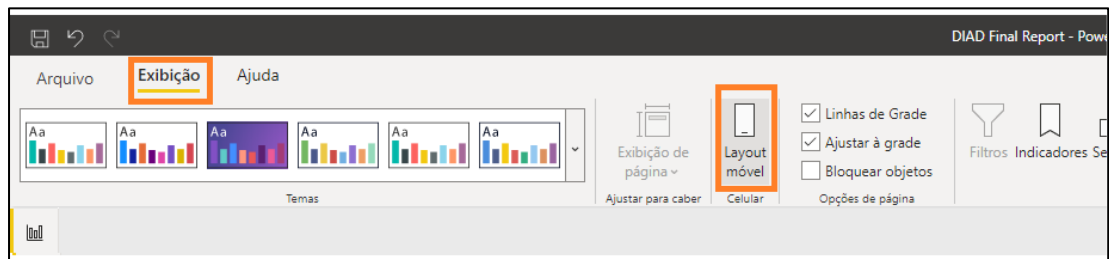 DIAD Final Report - Powe
Arquivo Exibição Ajuda
Aa Aa Aa Aa Aa Aa
Exibição de
página
Layout
móvel
Linhas de Grade
Ajustar à grade
Bloquear objetos
Filtros Indicadores Se
Temas Ajustar para caber Celular Opções de página